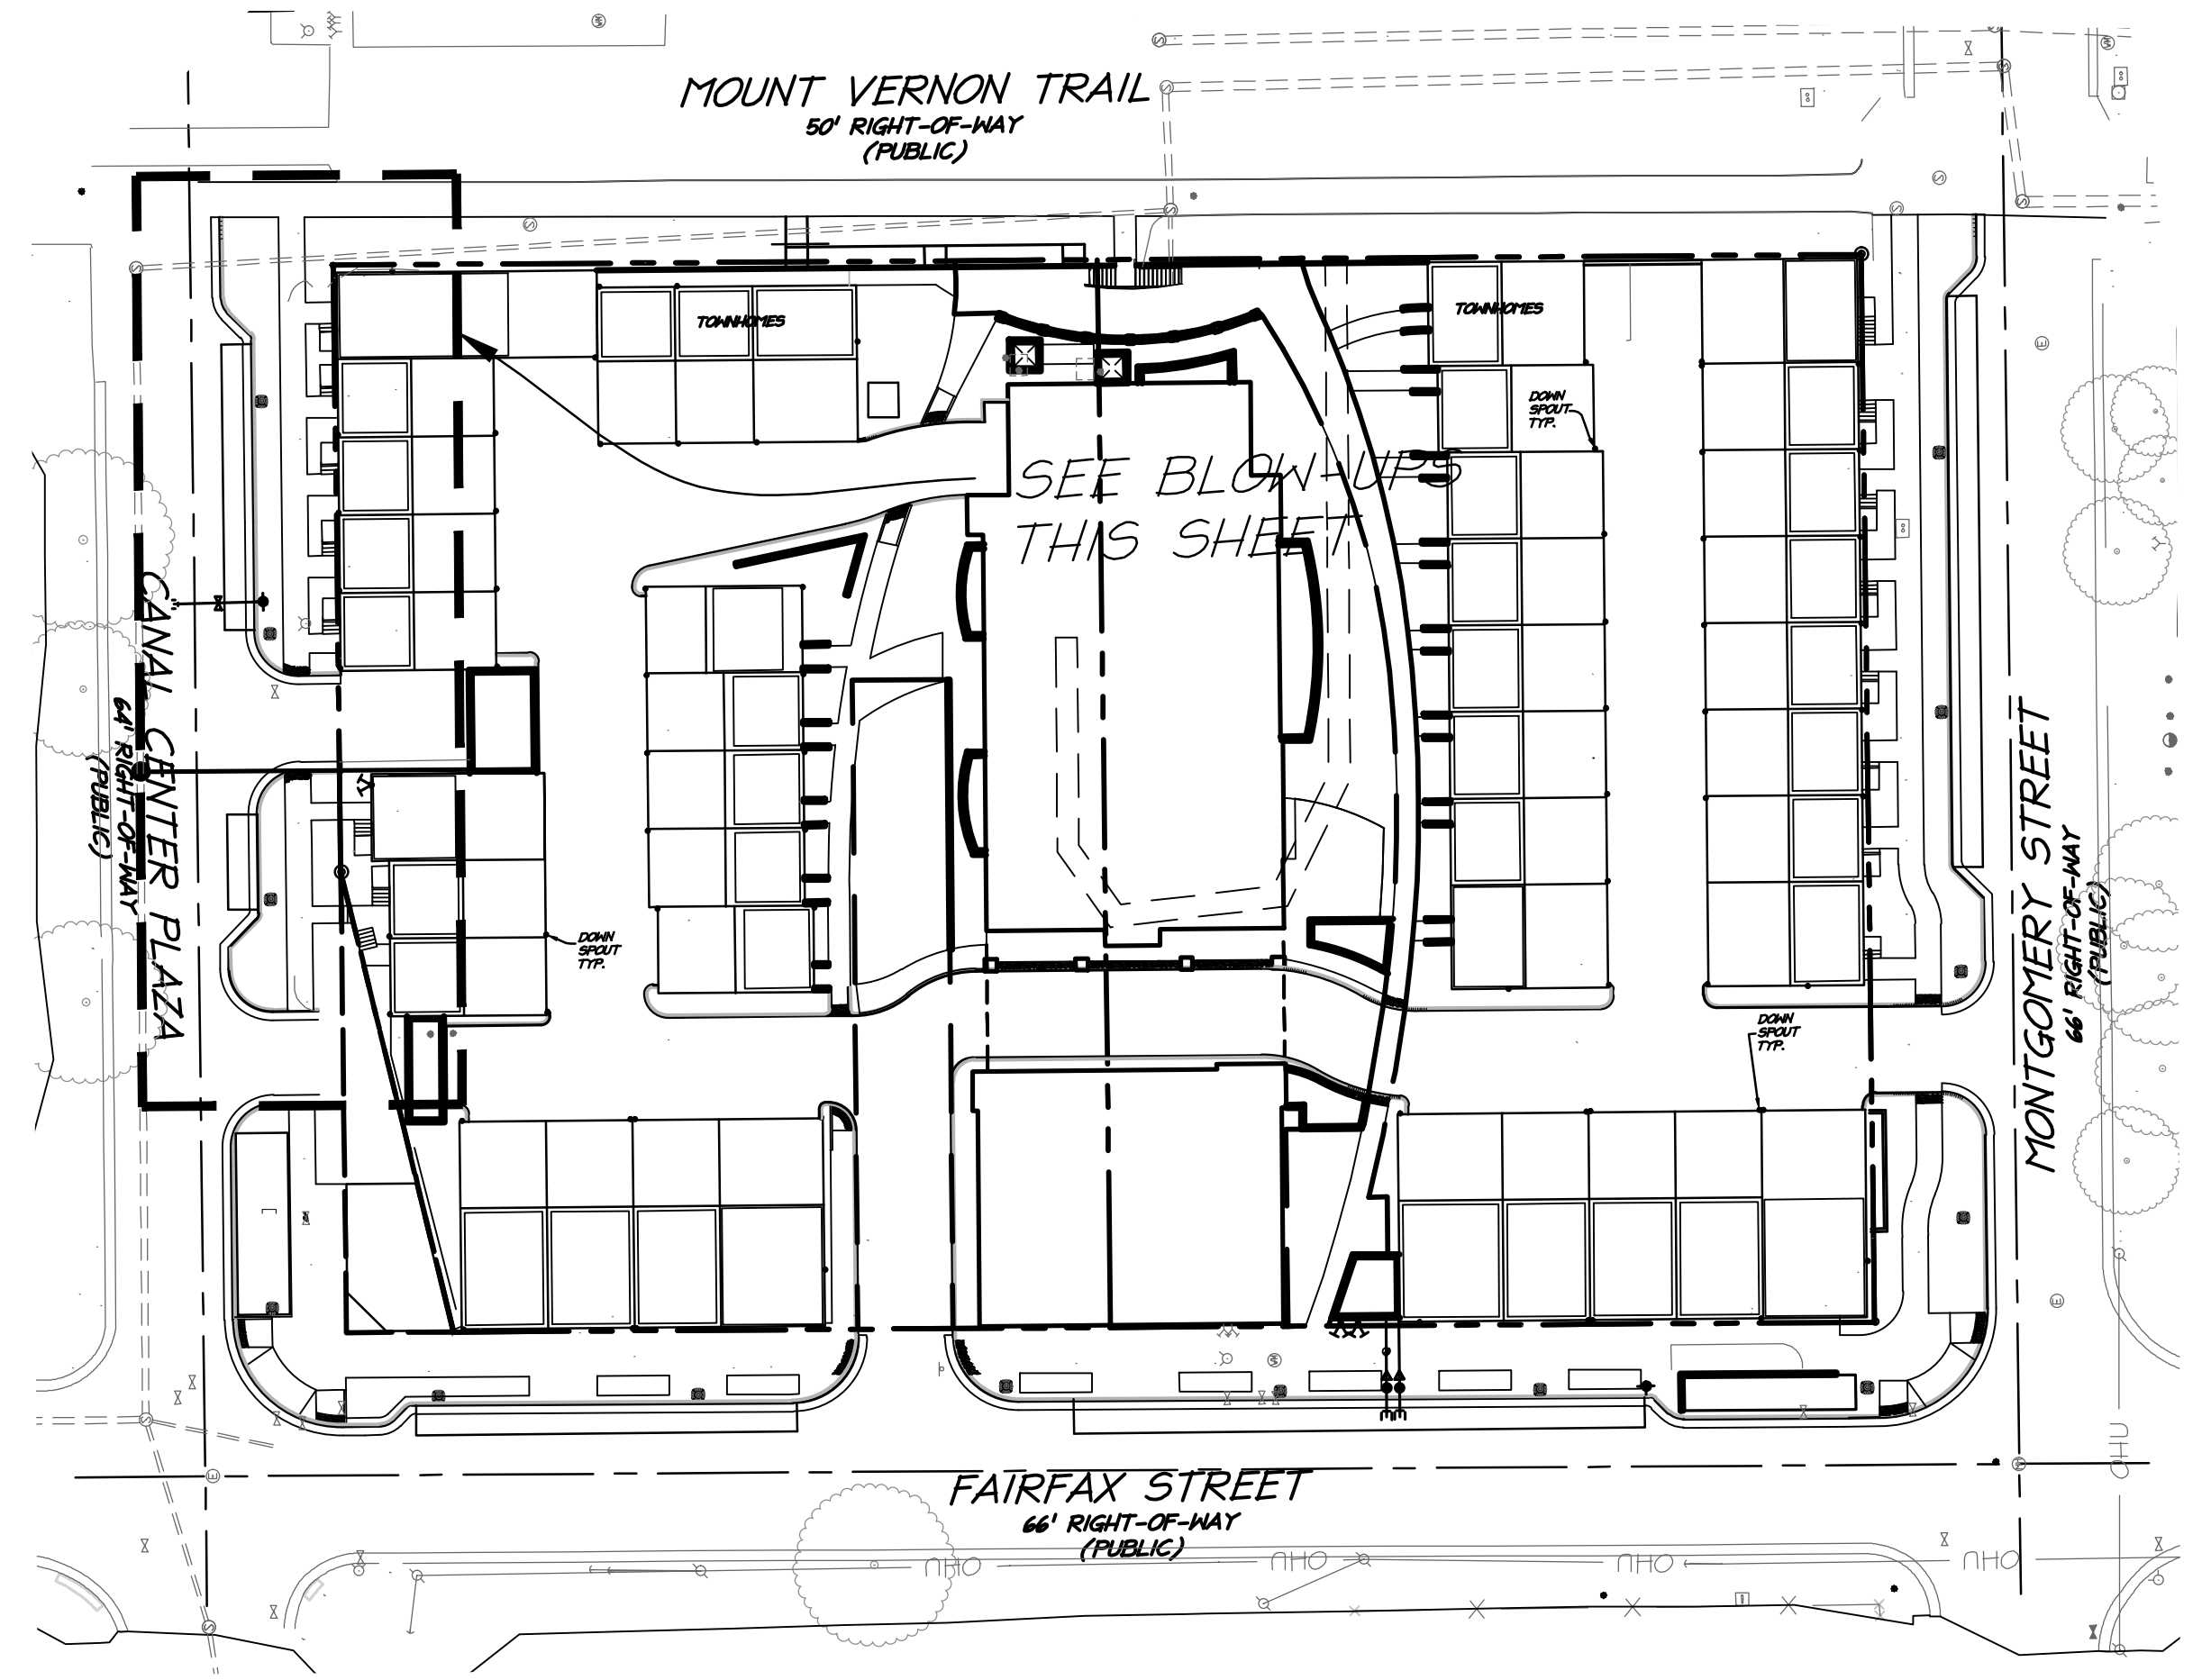 MOUNT VERNON TRAIL
50' RIGHT-OF-WAY
(PUBLIC)
TOWNHOMES
TOWNHOMES
DOWN
SPOUT
TYP.
SEE BLOW-UPS
THIS SHEET
CANAL CENTER PLAZA
64' RIGHT-OF-WAY
(PUBLIC)
DOWN
SPOUT
TYP.
MONTGOMERY STREET
66' RIGHT-OF-WAY
(PUBLIC)
DOWN
SPOUT
TYP.
FAIRFAX STREET
66' RIGHT-OF-WAY
(PUBLIC)
OHU
OHU
OHU
OHU
OHU